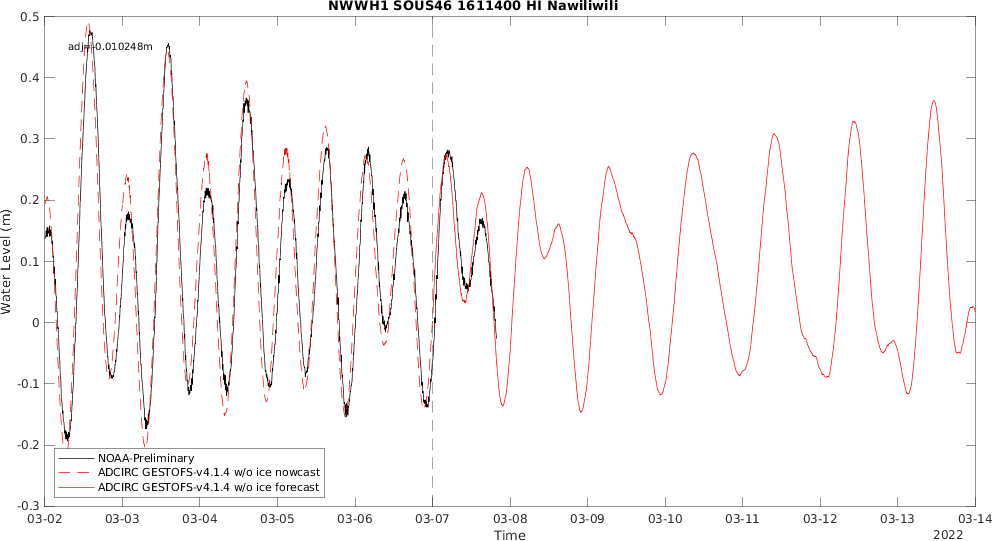 NWWH1 SOUS46 1611400 HI Nawiliwili
adj=-0.010248m
Water Level (m)
0.5
0.4
0.3
0.2
0.1
0
-0.1
-0.2
-0.3
NOAA-Preliminary
ADCIRC GESTOFS-v4.1.4 w/o ice nowcast
ADCIRC GESTOFS-v4.1.4 w/o ice forecast
03-02 03-03 03-04 03-05 03-06 03-07 03-08 03-09 03-10 03-11 03-12 03-13 03-14
Time
2022